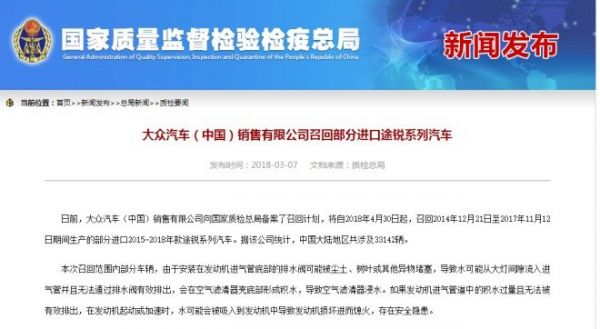 国家质量监督检验检疫总局
General Administration of Quality Supervision, Inspection and Quarantine of the People's Republic of China
新闻发布
当前位置：首页>>新闻发布>>总局新闻>>质检要闻
大众汽车（中国）销售有限公司召回部分进口途锐系列汽车
发布时间：2018-03-07 文档来源：质检总局
日前，大众汽车（中国）销售有限公司向国家质检总局备案了召回计划，将自2018年4月30日起，召回2014年12月21日至2017年11月12
日期间生产的部分进口2015-2018年款途锐系列汽车。据该公司统计，中国大陆地区共涉及33142辆。
本次召回范围内部分车辆，由于安装在发动机进气管底部的排水阀可能被尘土、树叶或其他异物堵塞，导致水可能从大灯间隙流入进
气管并且无法通过排水阀有效排出，会在空气滤清器壳底部形成积水，导致空气滤清器浸水。如果发动机进气管道中的积水过量且无法被
有效排出，在发动机起动或加速时，水可能会被吸入到发动机中导致发动机损坏进而熄火，存在安全隐患。